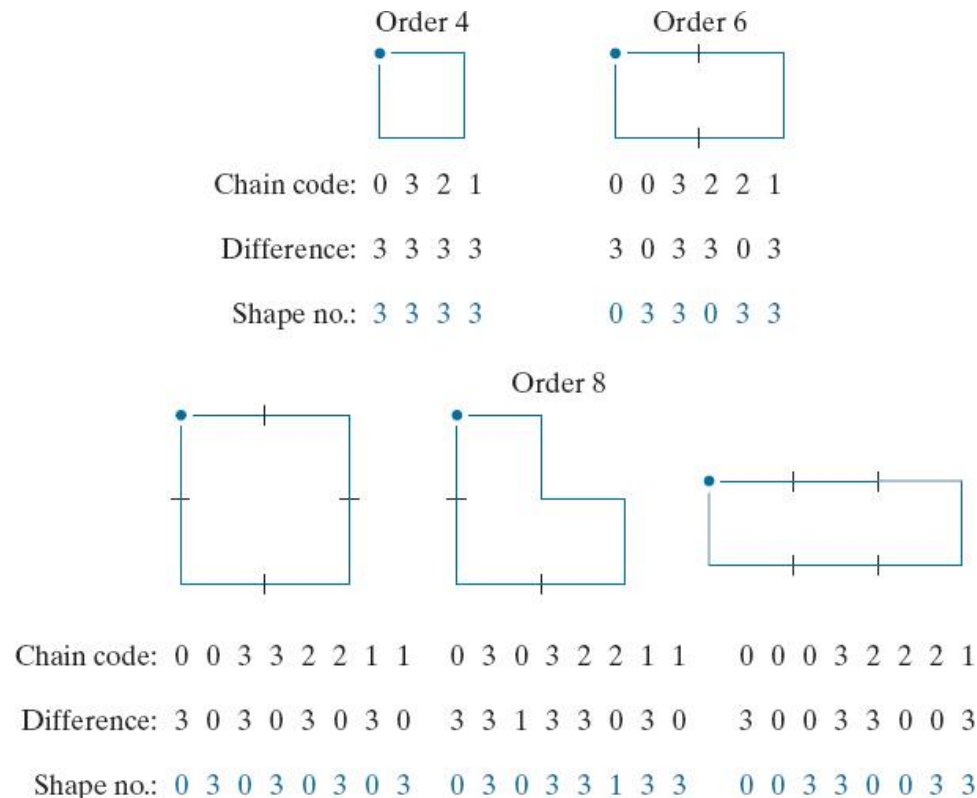 Order 4 Order 6
Chain code: 0 3 2 1 0 0 3 2 2 1
Difference: 3 3 3 3 3 0 3 3 0 3
Shape no.: 3 3 3 3 0 3 3 0 3 3
Order 8
Chain code: 0 0 3 3 2 2 1 1 0 3 0 3 2 2 1 1 0 0 0 3 2 2 2 1
Difference: 3 0 3 0 3 0 3 0 3 3 1 3 3 0 3 0 3 0 0 3 3 0 0 3
Shape no.: 0 3 0 3 0 3 0 3 0 3 0 3 3 1 3 3 0 0 3 3 0 0 3 3